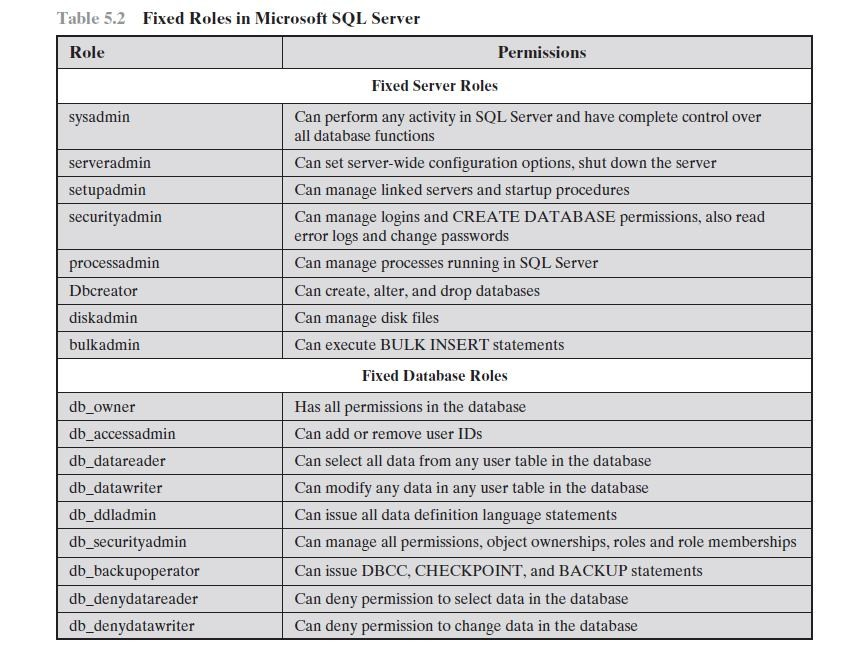 Table 5.2 Fixed Roles in Microsoft SQL Server
Role Permissions
Fixed Server Roles
sysadmin Can perform any activity in SQL Server and have complete control over
all database functions
serveradmin Can set server-wide configuration options, shut down the server
setupadmin Can manage linked servers and startup procedures
securityadmin Can manage logins and CREATE DATABASE permissions, also read
error logs and change passwords
processadmin Can manage processes running in SQL Server
Dbcreator Can create, alter, and drop databases
diskadmin Can manage disk files
bulkadmin Can execute BULK INSERT statements
Fixed Database Roles
db_owner Has all permissions in the database
db_accessadmin Can add or remove user IDs
db_datareader Can select all data from any user table in the database
db_datawriter Can modify any data in any user table in the database
db_ddladmin Can issue all data definition language statements
db_securityadmin Can manage all permissions, object ownerships, roles and role memberships
db_backupoperator Can issue DBCC, CHECKPOINT, and BACKUP statements
db_denydatareader Can deny permission to select data in the database
db_denydatawriter Can deny permission to change data in the database